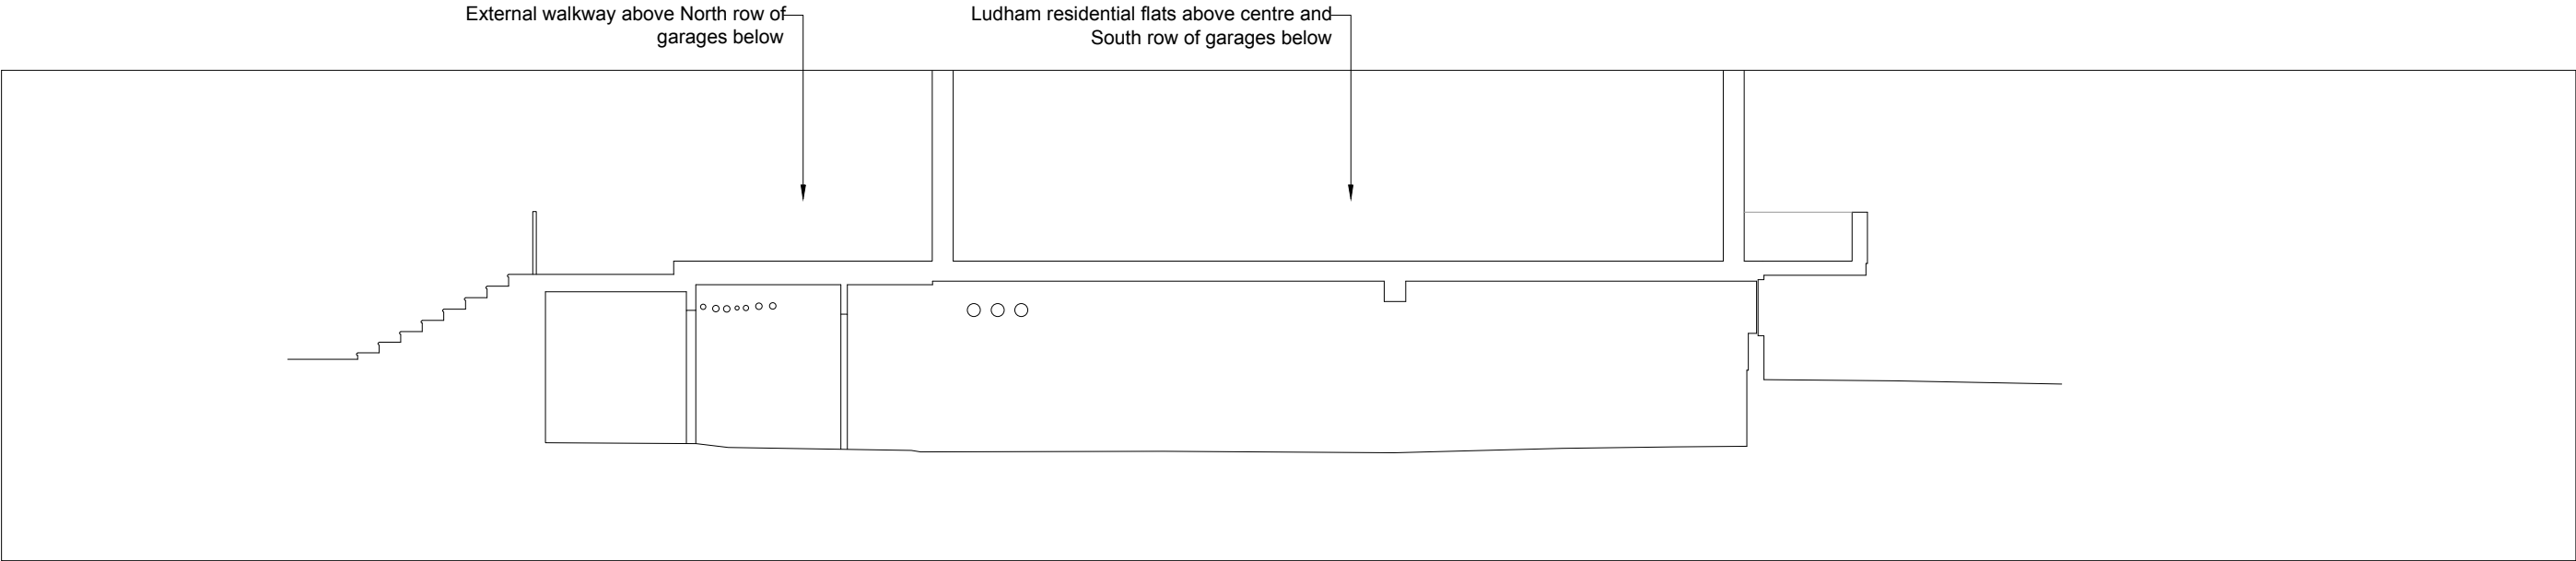 External walkway above North row of
garages below
Ludham residential flats above centre and
South row of garages below